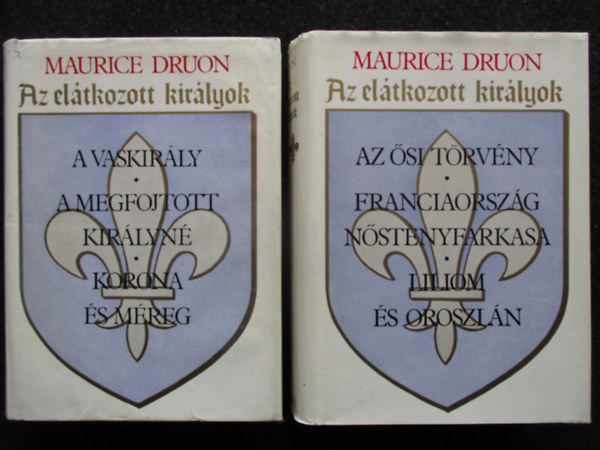 MAURICE DRUON
Az elátkozott királyok
A VASKIRÁLY
•
A MEGFOJTOTT
KIRÁLYNÉ
•
KORONA
ÉS MÉREG
MAURICE DRUON
Az elátkozott királyok
AZ ŐSI TÖRVÉNY
•
FRANCIAORSZÁG
NŐSTÉNYFARKASA
•
LILIOM
ÉS OROSZLÁN